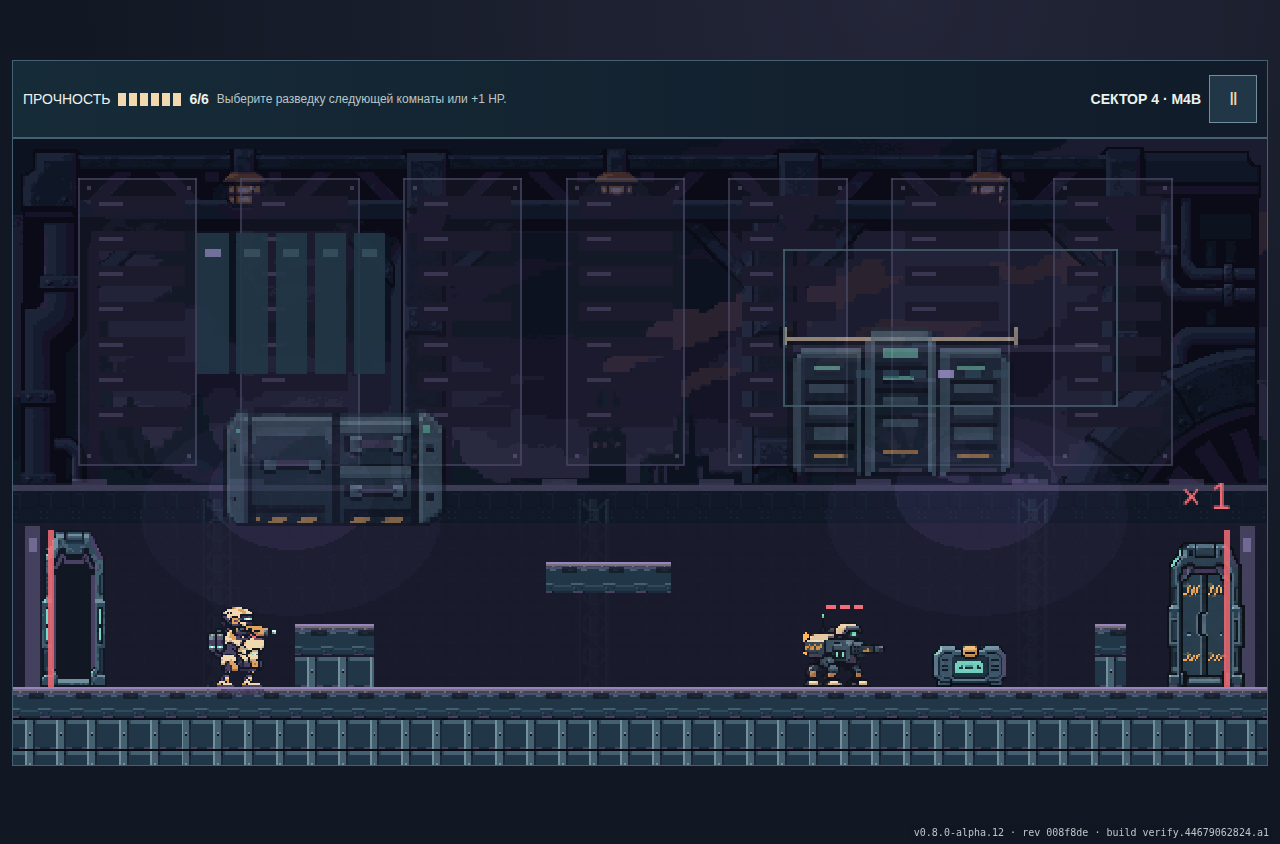 ПРОЧНОСТЬ 6/6 Выберите разведку следующей комнаты или +1 HP.
СЕКТОР 4 · M4B
× 1
v0.8.0-alpha.12 · rev 008f8de · build verify.44679062824.a1